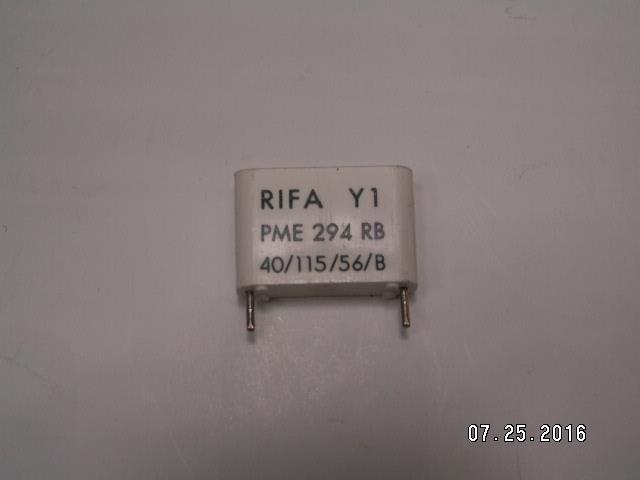 RIFA Y1
PME 294 RB
40/115/56/B
07.25.2016